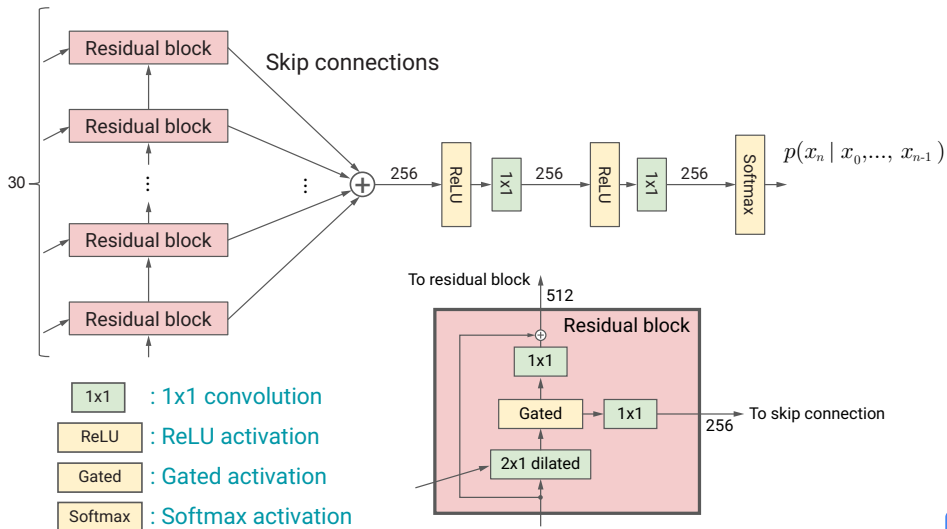 Residual block
Skip connections
Residual block
30
...
...
Residual block
Residual block
+
256
ReLU
1x1
256
ReLU
1x1
256
Softmax
p(x_n | x_0,..., x_{n-1})
To residual block
512
Residual block
+
1x1
Gated
1x1
256
To skip connection
2x1 dilated
1x1 : 1x1 convolution
ReLU : ReLU activation
Gated : Gated activation
Softmax : Softmax activation